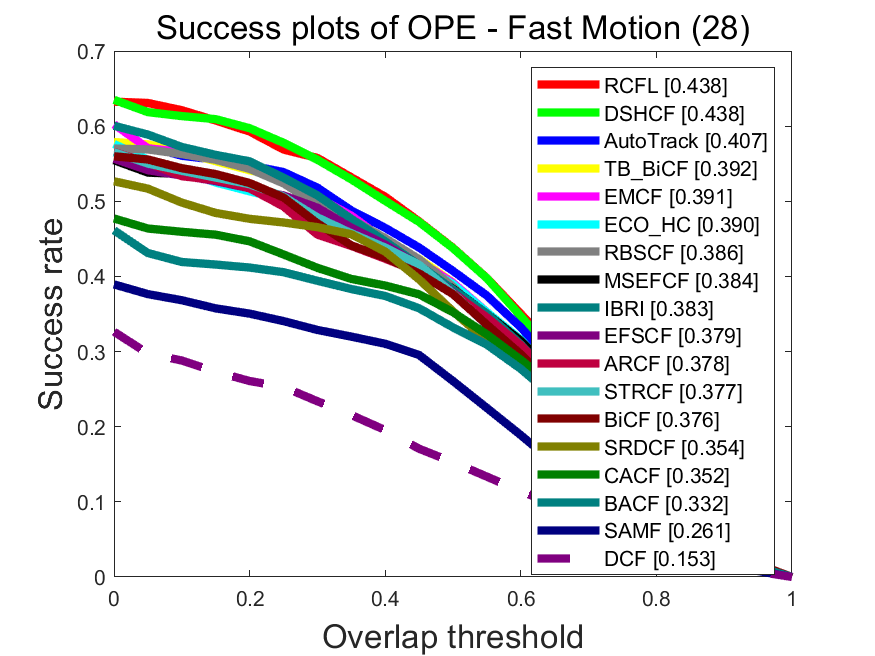 Success plots of OPE - Fast Motion (28)
0.7
0.6
0.5
0.4
0.3
0.2
0.1
0
Success rate
RCFL [0.438]
DSHCF [0.438]
AutoTrack [0.407]
TB_BiCF [0.392]
EMCF [0.391]
ECO_HC [0.390]
RBSCF [0.386]
MSEFCF [0.384]
IBRI [0.383]
EFSCF [0.379]
ARCF [0.378]
STRCF [0.377]
BiCF [0.376]
SRDCF [0.354]
CACF [0.352]
BACF [0.332]
SAMF [0.261]
DCF [0.153]
0 0.2 0.4 0.6 0.8 1
Overlap threshold